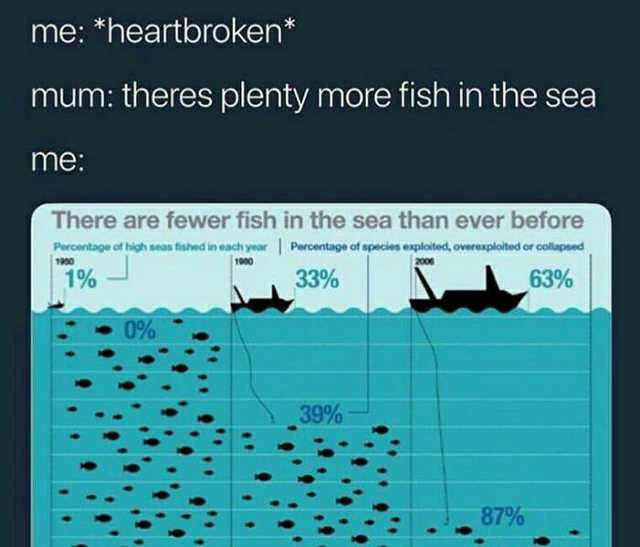 me: *heartbroken*
mum: theres plenty more fish in the sea
me:
There are fewer fish in the sea than ever before
Percentage of high seas fished in each year | Percentage of species exploited, overexploited or collapsed
1950 1980 2006
1% 33% 63%
0%
39%
87%